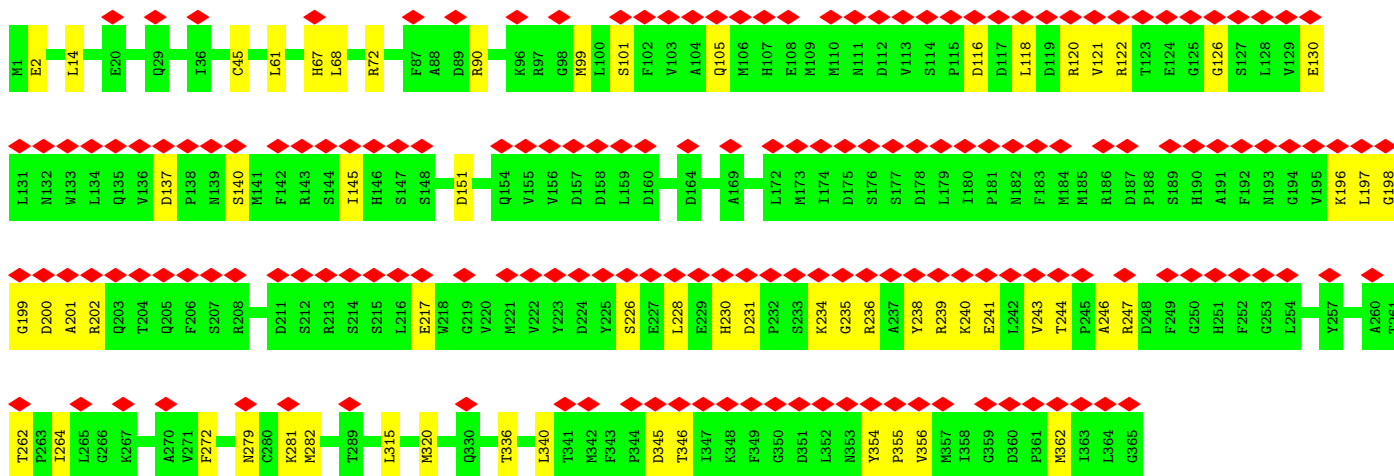 M1 E2 L14 E20 Q29 I36 C45 L61 H67 L68 R72 F87 A88 D89 R90 K96 R97 G98 M99 L100 S101 F102 V103 A104 Q105 M106 H107 E108 M109 M110 N111 D112 V113 S114 P115 D116 D117 L118 D119 R120 V121 R122 T123 E124 G125 G126 S127 L128 V129 E130
L131 N132 W133 L134 Q135 V136 D137 P138 N139 S140 M141 F142 R143 S144 I145 H146 S147 S148 D151 Q154 V155 V156 D157 D158 L159 D160 D164 A169 L172 M173 I174 D175 S176 S177 D178 L179 I180 P181 N182 F183 M184 M185 R186 D187 P188 S189 H190 A191 F192 N193 G194 V195 K196 L197 G198
G199 D200 A201 R202 Q203 T204 Q205 F206 S207 R208 D211 S212 R213 S214 S215 L216 E217 W218 G219 V220 M221 V222 Y223 D224 Y225 S226 E227 L228 E229 H230 D231 P232 S233 K234 G235 R236 A237 Y238 R239 K240 E241 L242 V243 T244 P245 A246 R247 D248 F249 G250 H251 F252 G253 L254 Y257 A260 T261
T262 P263 I264 L265 G266 K267 A270 V271 F272 N279 C280 K281 M282 T289 L315 M320 Q330 T336 L340 T341 M342 F343 P344 D345 T346 I347 K348 F349 G350 D351 L352 N353 Y354 P355 V356 M357 I358 G359 D360 P361 M362 I363 L364 G365